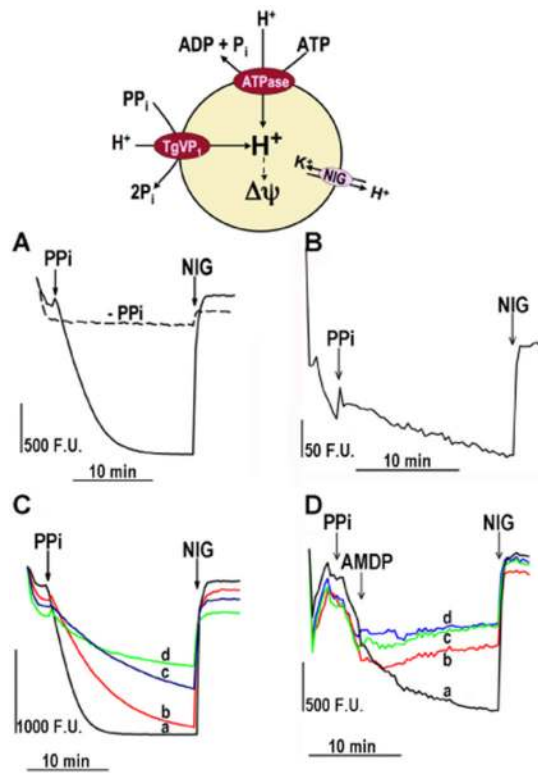 H⁺
ADP + Pᵢ
ATP
ATPase
PPᵢ
H⁺
TgVP₁
H⁺
K⁺
NIG
H⁺
2Pᵢ
Δψ
A
PPi
NIG
- PPi
500 F.U.
10 min
B
PPi
NIG
50 F.U.
10 min
C
PPi
NIG
d
c
b
a
1000 F.U.
10 min
D
PPi
AMDP
NIG
d
c
b
a
500 F.U.
10 min